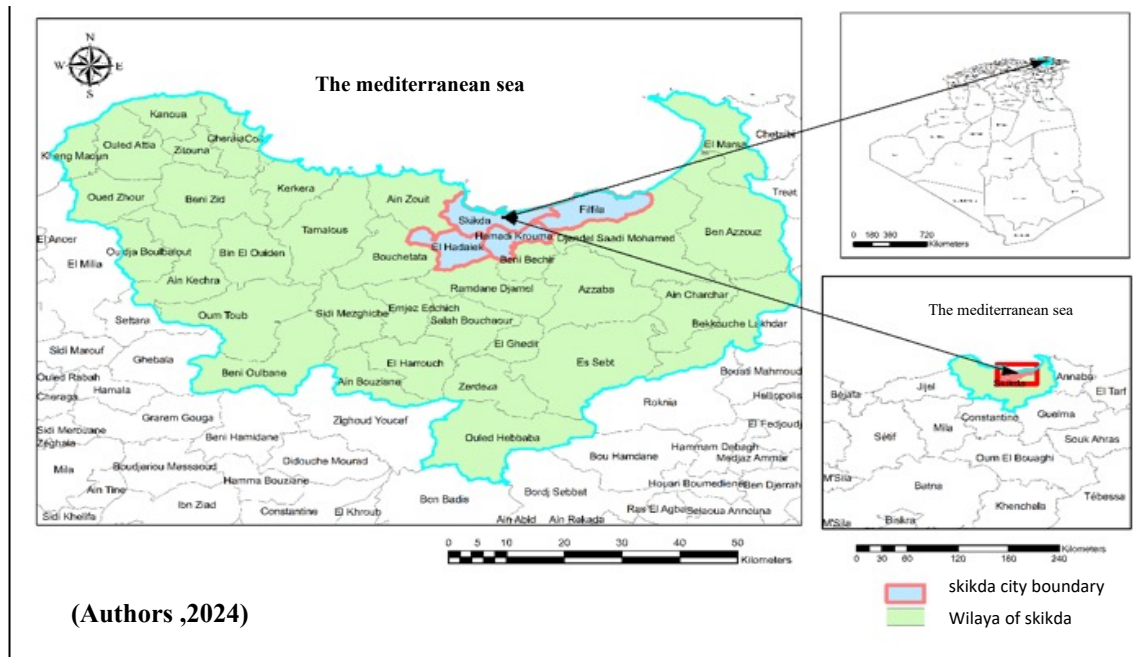 N
W E
S
The mediterranean sea
Kanoua
Ouled Attia
Zitouna
Kheng Maoun
Oued Zhour
Beni Zid
Kerkera
Ain Zouit
El Marsa
Chetaibi
Treat
Skikda
Filfila
Tamalous
Hamadi Krouma
Djendel Saadi Mohamed
Ben Azzouz
El Ancer
El Milia
Oudja Boulbalout
Bin El Ouiden
Bouchetata
El Hadaiek
Beni Bechir
Ain Kechra
Ramdane Djamel
Azzaba
Ain Charchar
Oum Toub
Sidi Mezghiche
Emjez Edchich
Salah Bouchaour
Bekkouche Lakhdar
Settara
El Ghedit
Sidi Marouf
Ghebala
El Harrouch
Es Sebt
Ouled Rabah
Beni Oulbane
Ain Bouziane
Zerdeza
Bouati Mahmoud
Hamala
Roknia
Heliopolis
Grarem Gouga
Zighoud Youcef
El Fedjoudj
Beni Hamidane
Ouled Hebbaba
Hammam Debagh
Medjaz Ammar
Mila
Boudjeriou Messaoud
Didouche Mourad
Bou Hamdane
Hamma Bouziane
Houari Boumediene
Ben Djerrah
Ain Tine
Ibn Ziad
Constantine
El Khroub
Ben Badis
Bordj Sabbat
Ras El Agba
Sellaoua Announa
Sidi Khelifa
Ain Abid
Ain Rekada
0 5 10 20 30 40 50
Kilometers
(Authors ,2024)
0 180 360 720
Kilometers
The mediterranean sea
Skikda
Annaba
El Tarf
Béjaïa
Jijel
Constantine
Guelma
Mila
Sétif
Souk Ahras
Oum El Bouaghi
M'Sila
Batna
Khenchela
Tébessa
M'Sila
Biskra
0 30 60 120 180 240
Kilometers
skikda city boundary
Wilaya of skikda